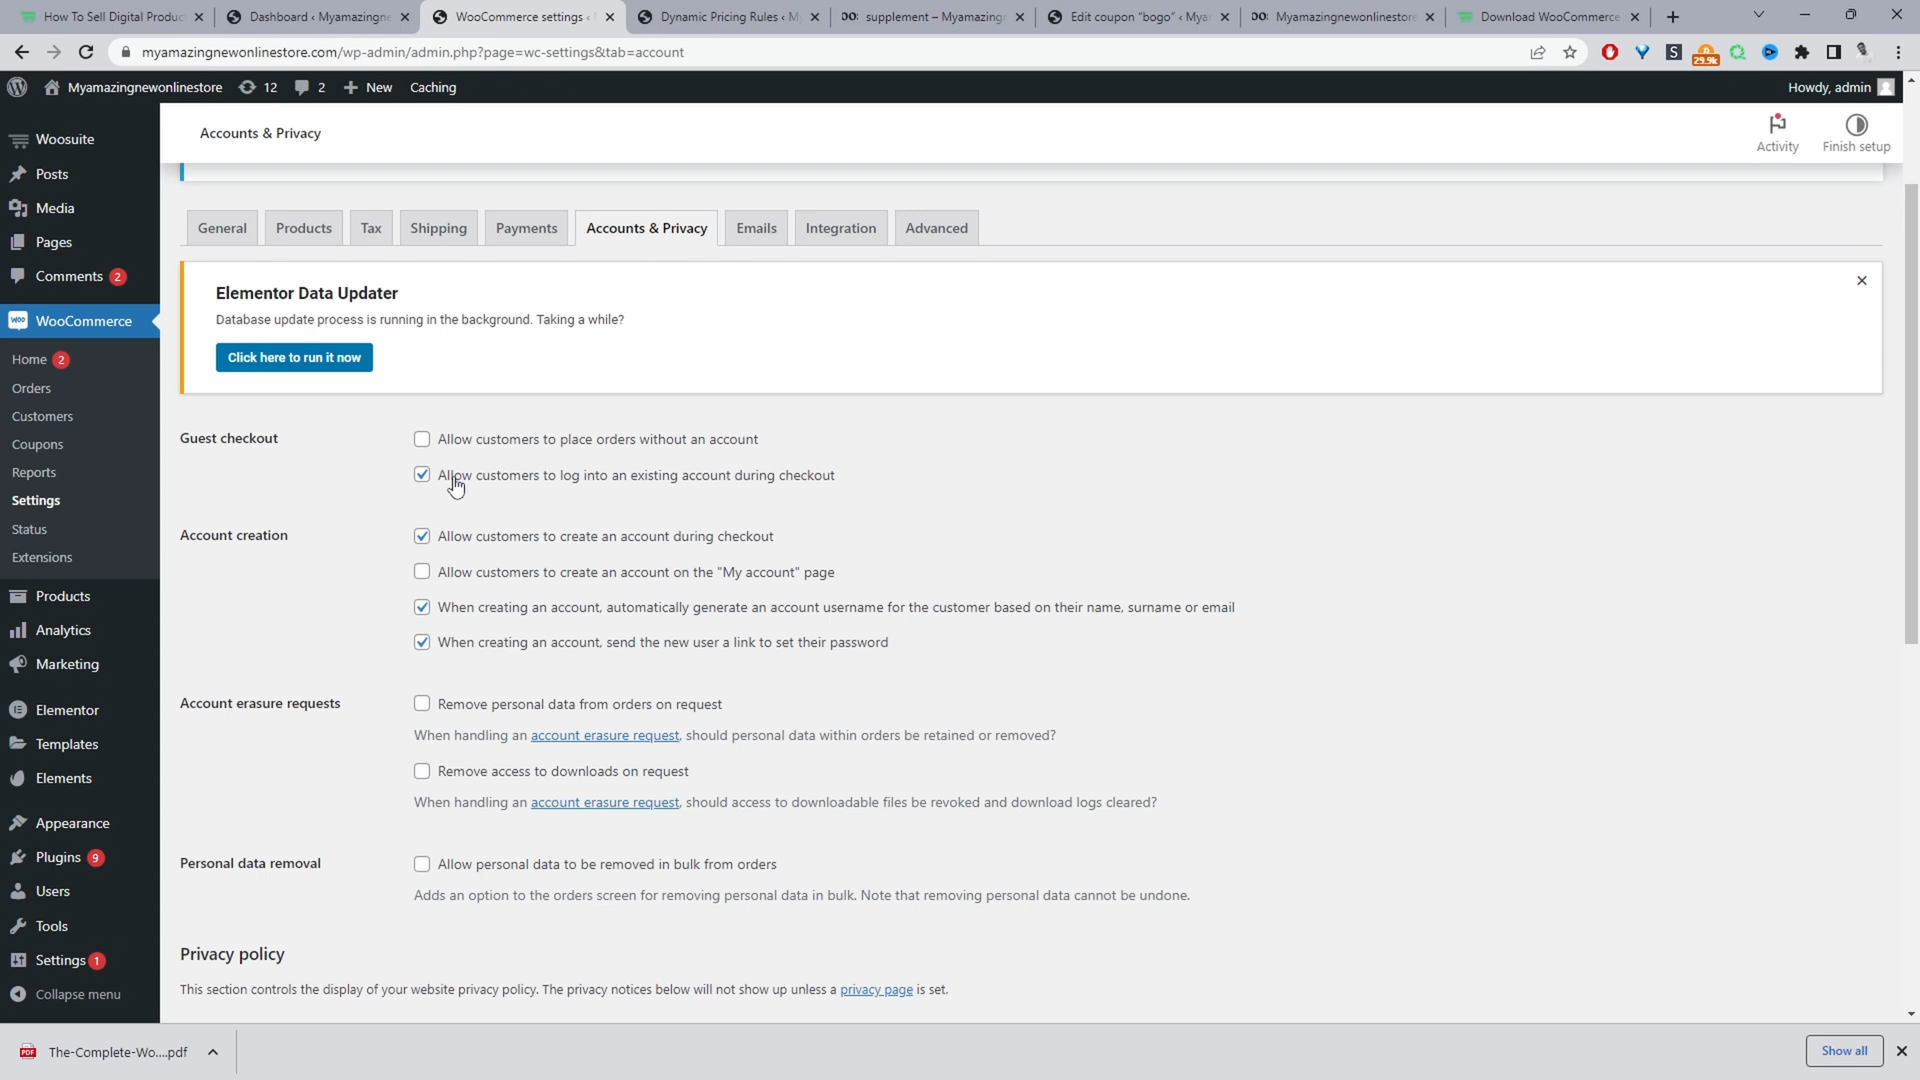 How To Sell Digital Produc
Dashboard ‹ Myamazingne
WooCommerce settings ‹
Dynamic Pricing Rules ‹ M
supplement – Myamazing
Edit coupon "bogo" ‹ Mya
Myamazingnewonlinestore
Download WooCommerce
myamazingnewonlinestore.com/wp-admin/admin.php?page=wc-settings&tab=account
29.9k
Myamazingnewonlinestore
12
2
New
Caching
Howdy, admin
Woosuite
Posts
Media
Pages
Comments 2
WooCommerce
Home 2
Orders
Customers
Coupons
Reports
Settings
Status
Extensions
Products
Analytics
Marketing
Elementor
Templates
Elements
Appearance
Plugins 9
Users
Tools
Settings 1
Collapse menu
Accounts & Privacy
Activity
Finish setup
General
Products
Tax
Shipping
Payments
Accounts & Privacy
Emails
Integration
Advanced
Elementor Data Updater
Database update process is running in the background. Taking a while?
Click here to run it now
Guest checkout
Allow customers to place orders without an account
Allow customers to log into an existing account during checkout
Account creation
Allow customers to create an account during checkout
Allow customers to create an account on the "My account" page
When creating an account, automatically generate an account username for the customer based on their name, surname or email
When creating an account, send the new user a link to set their password
Account erasure requests
Remove personal data from orders on request
When handling an account erasure request, should personal data within orders be retained or removed?
Remove access to downloads on request
When handling an account erasure request, should access to downloadable files be revoked and download logs cleared?
Personal data removal
Allow personal data to be removed in bulk from orders
Adds an option to the orders screen for removing personal data in bulk. Note that removing personal data cannot be undone.
Privacy policy
This section controls the display of your website privacy policy. The privacy notices below will not show up unless a privacy page is set.
The-Complete-Wo....pdf
Show all